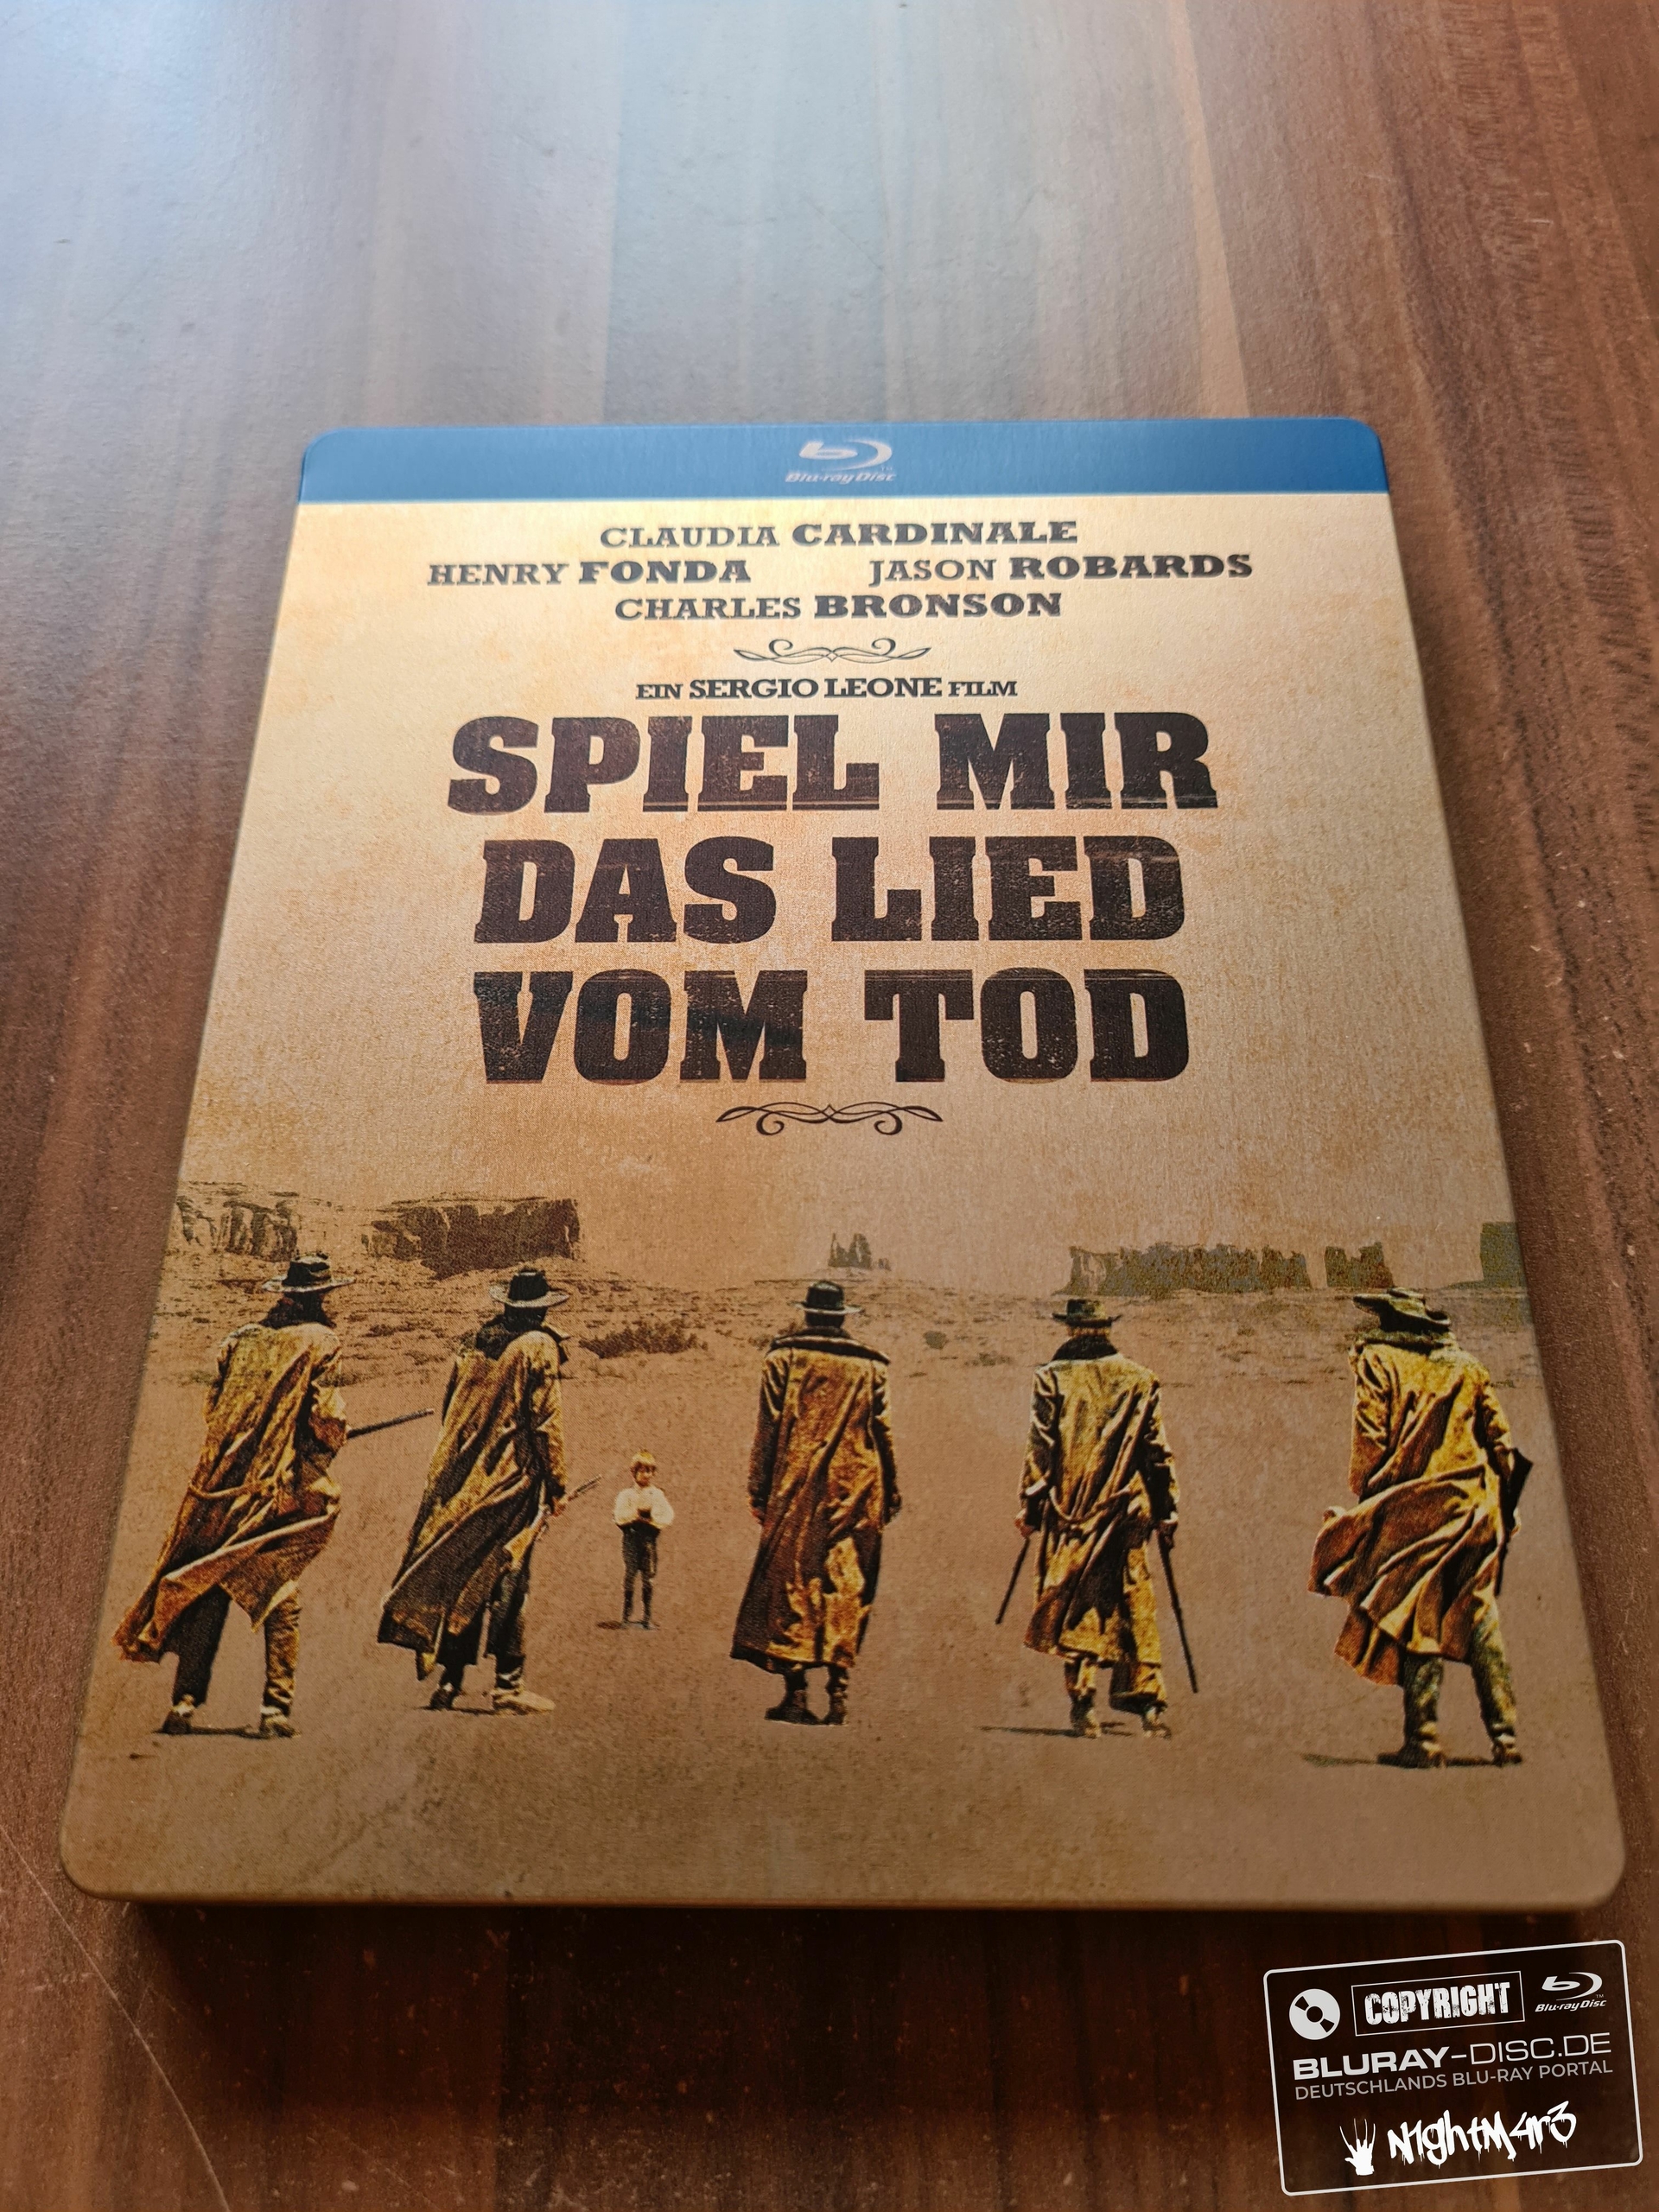 Blu-ray Disc
CLAUDIA CARDINALE
HENRY FONDA JASON ROBARDS
CHARLES BRONSON
EIN SERGIO LEONE FILM
SPIEL MIR
DAS LIED
VOM TOD
COPYRIGHT Blu-ray Disc
BLURAY-DISC.DE
DEUTSCHLANDS BLU-RAY PORTAL
N1ghtM4r3